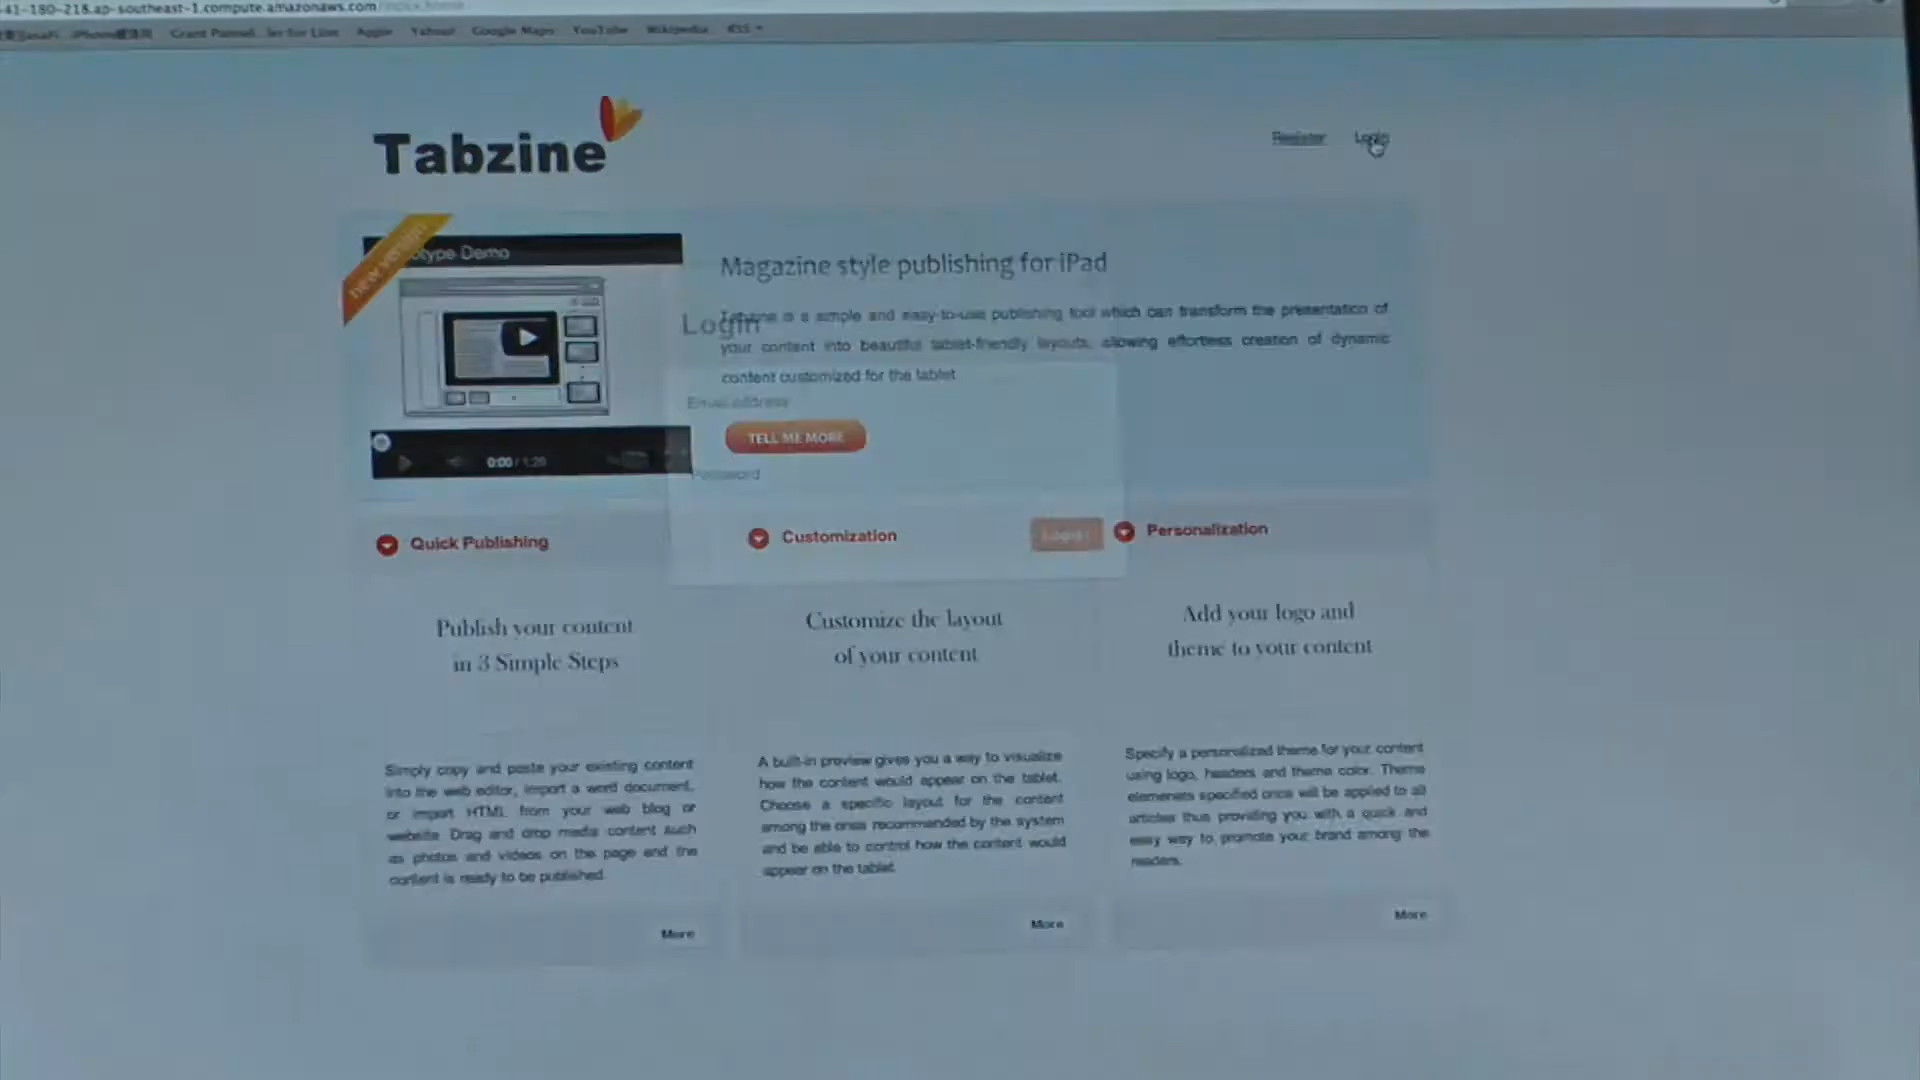 41-180-218.ap-southeast-1.compute.amazonaws.com/index.html
Apple Yahoo! Google Maps YouTube Wikipedia RSS
Tabzine
Register Login
new version
otype Demo
Magazine style publishing for iPad
Login
Tabzine is a simple and easy-to-use publishing tool which can transform the presentation of
your content into beautiful tablet-friendly layouts, allowing effortless creation of dynamic
content customized for the tablet
Email address
TELL ME MORE
0:00 / 1:20
Password
Quick Publishing
Customization
Login
Personalization
Publish your content
in 3 Simple Steps
Customize the layout
of your content
Add your logo and
theme to your content
Simply copy and paste your existing content
into the web editor, import a word document,
or import HTML from your web blog or
website. Drag and drop media content such
as photos and videos on the page and the
content is ready to be published.
More
A built-in preview gives you a way to visualize
how the content would appear on the tablet.
Choose a specific layout for the content
among the ones recommended by the system
and be able to control how the content would
appear on the tablet.
More
Specify a personalized theme for your content
using logo, headers and theme color. Theme
elemenets specified once will be applied to all
articles thus providing you with a quick and
easy way to promote your brand among the
readers.
More